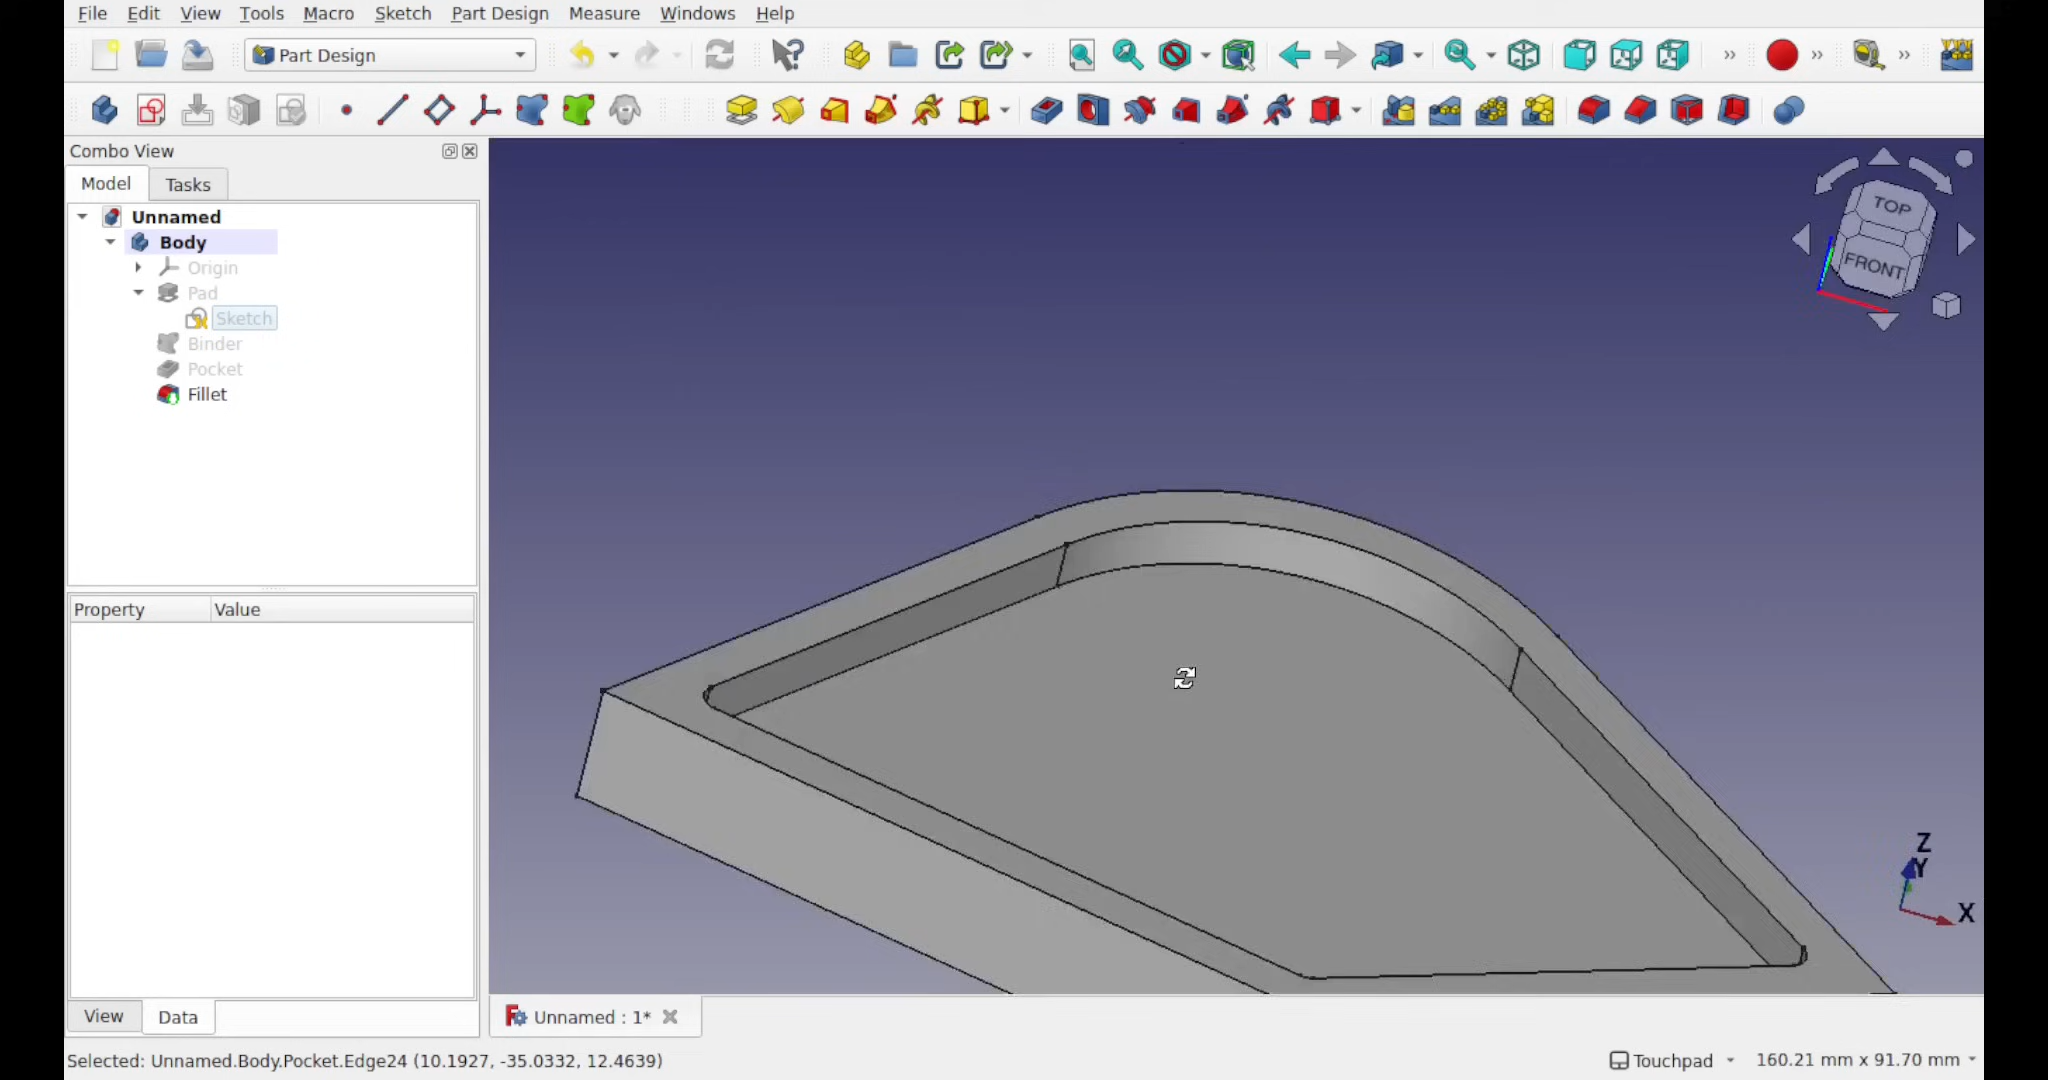 File Edit View Tools Macro Sketch Part Design Measure Windows Help
Part Design
Combo View
Model Tasks
Unnamed
Body
Origin
Pad
Sketch
Binder
Pocket
Fillet
Property Value
View Data
TOP
FRONT
Z
Y
X
Unnamed : 1*
Selected: Unnamed.Body.Pocket.Edge24 (10.1927, -35.0332, 12.4639)
Touchpad 160.21 mm x 91.70 mm